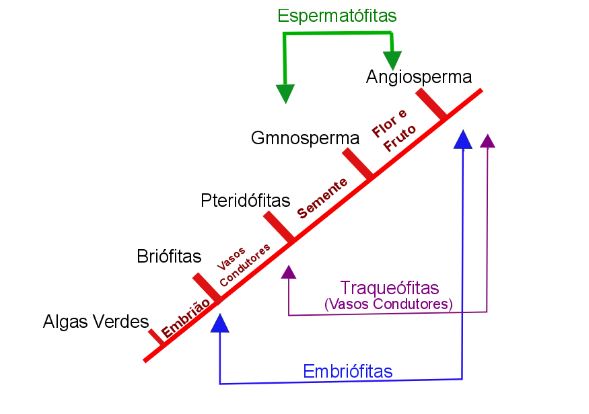 Espermatófitas
Angiosperma
Flor e
Fruto
Gmnosperma
Semente
Pteridófitas
Vasos
Condutores
Briófitas
Embrião
Algas Verdes
Traqueófitas
(Vasos Condutores)
Embriófitas